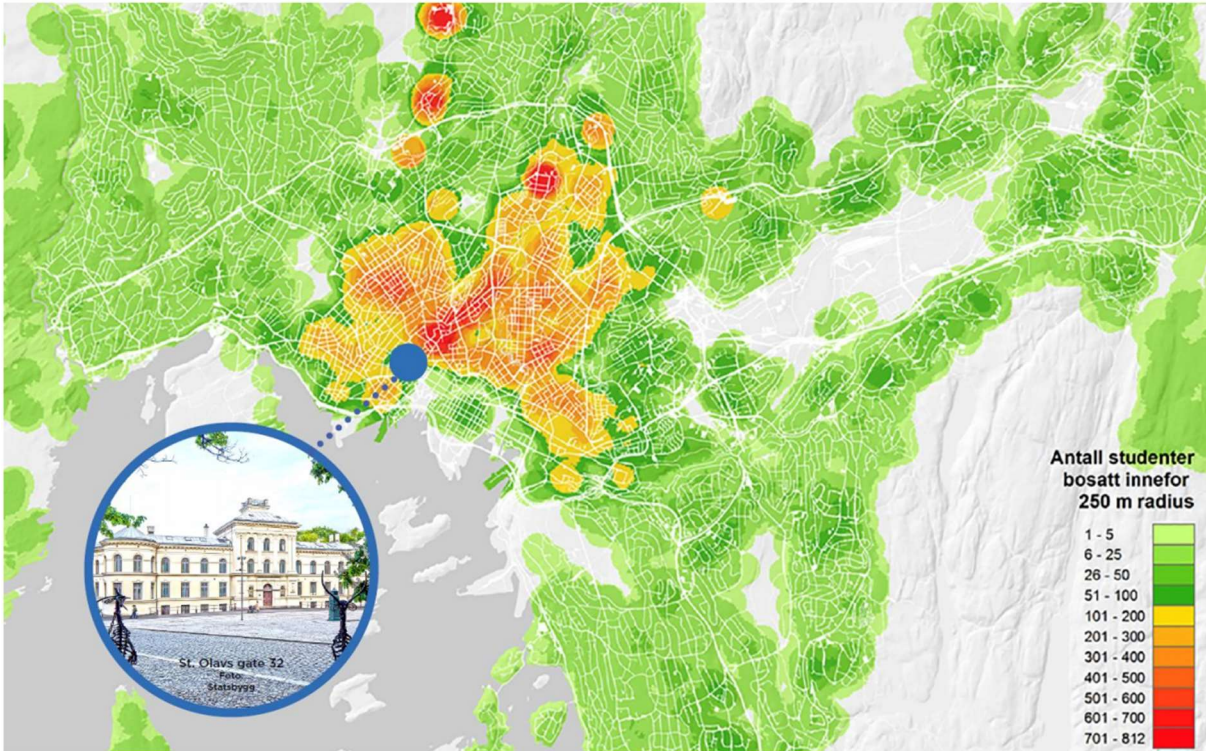 St. Olavs gate 32
Foto:
Statsbygg
Antall studenter
bosatt innefor
250 m radius
1 - 5
6 - 25
26 - 50
51 - 100
101 - 200
201 - 300
301 - 400
401 - 500
501 - 600
601 - 700
701 - 812